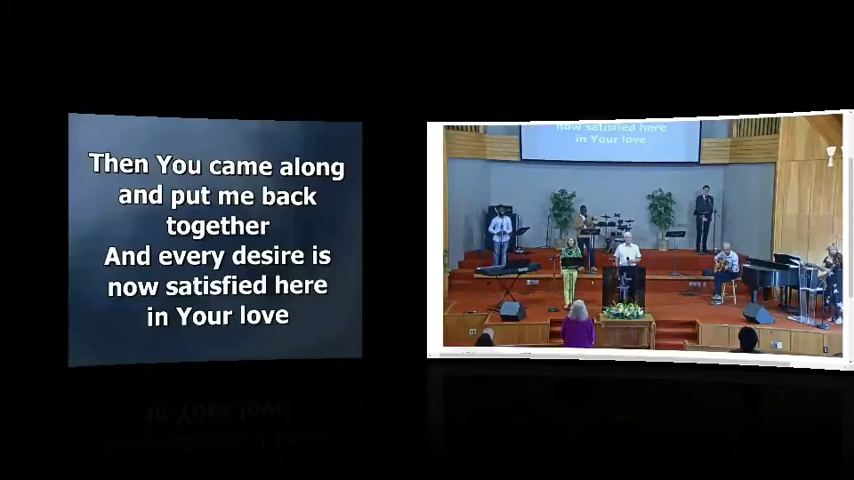 Then You came along
and put me back
together
And every desire is
now satisfied here
in Your love
now satisfied here
in Your love